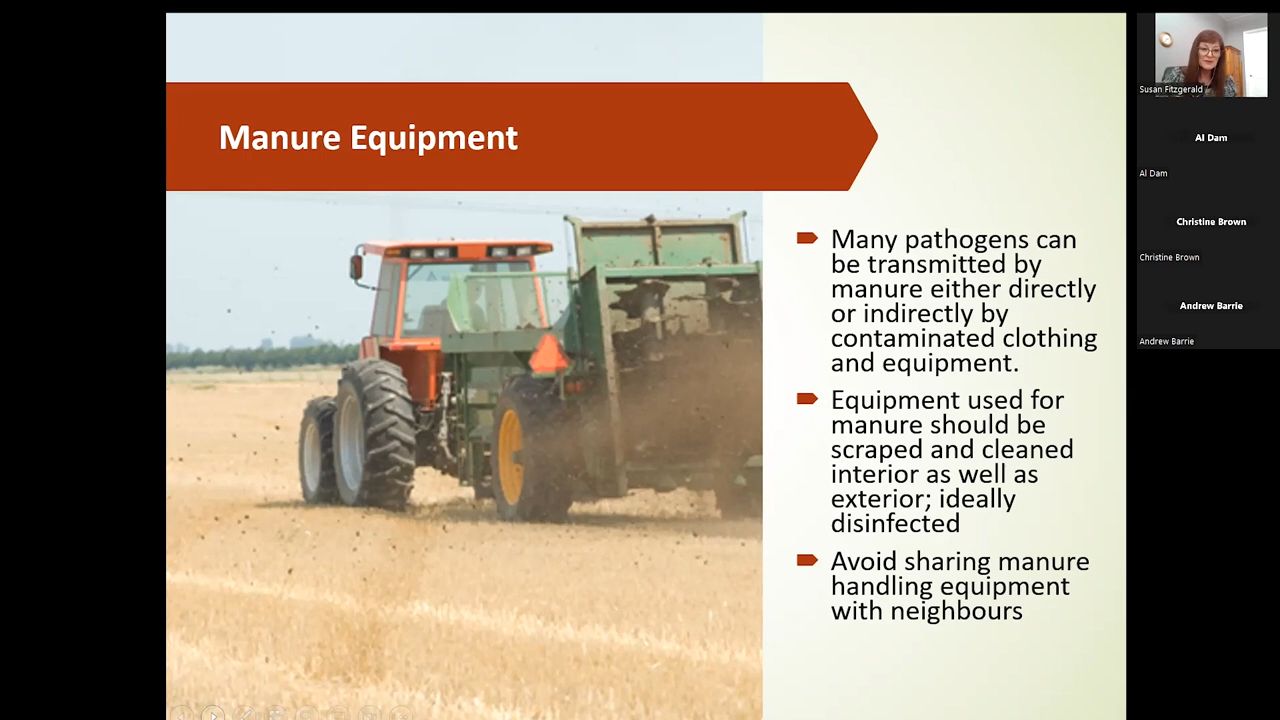 Manure Equipment
Many pathogens can
be transmitted by
manure either directly
or indirectly by
contaminated clothing
and equipment.
Equipment used for
manure should be
scraped and cleaned
interior as well as
exterior; ideally
disinfected
Avoid sharing manure
handling equipment
with neighbours
Susan Fitzgerald
Al Dam
Al Dam
Christine Brown
Christine Brown
Andrew Barrie
Andrew Barrie